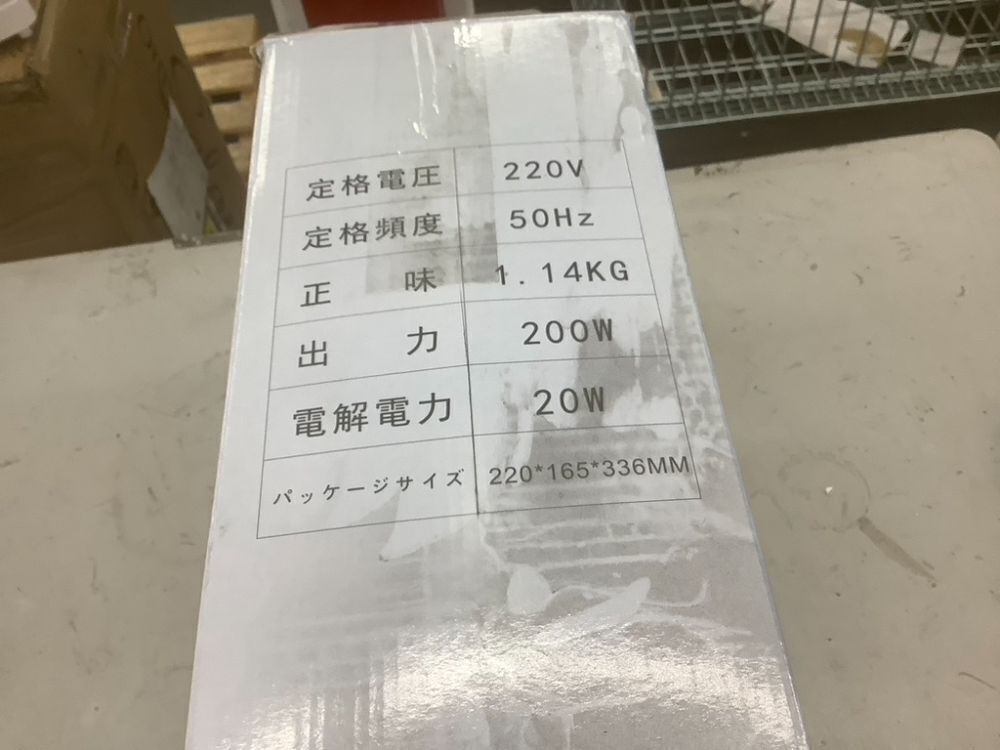 定格電圧 220V
定格頻度 50Hz
正味 1.14KG
出力 200W
電解電力 20W
パッケージサイズ 220*165*336MM